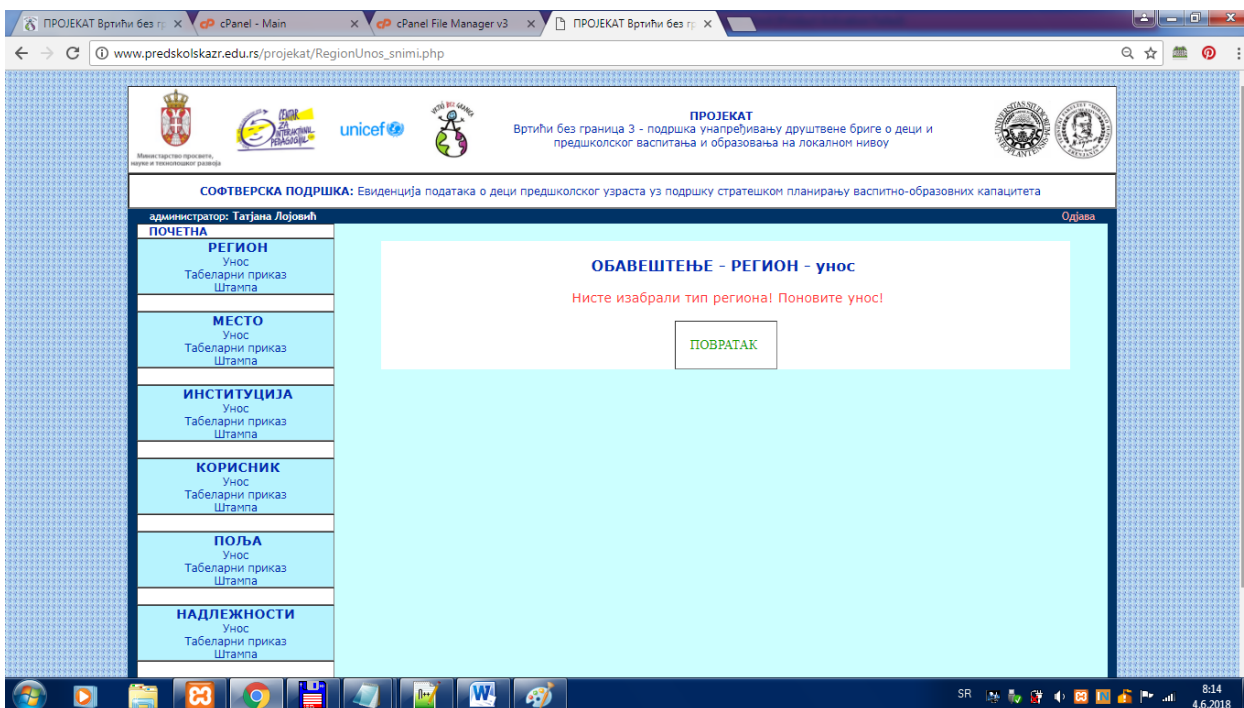 ПРОЈЕКАТ Вртићи без гр
cPanel - Main
cPanel File Manager v3
ПРОЈЕКАТ Вртићи без гр
www.predskolskazr.edu.rs/projekat/RegionUnos_snimi.php
Министарство просвете,
науке и технолошког развоја
CENTAR
ZA
INTERAKTIVNU
PEDAGOGIJU
unicef
ПРОЈЕКАТ
Вртићи без граница 3 - подршка унапређивању друштвене бриге о деци и
предшколског васпитања и образовања на локалном нивоу
СОФТВЕРСКА ПОДРШКА: Евиденција података о деци предшколског узраста уз подршку стратешком планирању васпитно-образовних капацитета
администратор: Татјана Лојовић
Одјава
ПОЧЕТНА
РЕГИОН
Унос
Табеларни приказ
Штампа
МЕСТО
Унос
Табеларни приказ
Штампа
ИНСТИТУЦИЈА
Унос
Табеларни приказ
Штампа
КОРИСНИК
Унос
Табеларни приказ
Штампа
ПОЉА
Унос
Табеларни приказ
Штампа
НАДЛЕЖНОСТИ
Унос
Табеларни приказ
Штампа
ОБАВЕШТЕЊЕ - РЕГИОН - унос
Нисте изабрали тип региона! Поновите унос!
ПОВРАТАК
SR
8:14
4.6.2018